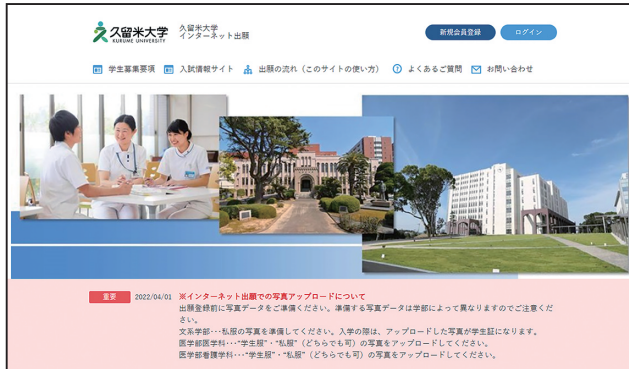 久留米大学
KURUME UNIVERSITY
久留米大学
インターネット出願
新規会員登録
ログイン
学生募集要項
入試情報サイト
出願の流れ（このサイトの使い方）
よくあるご質問
お問い合わせ
重要 2022/04/01 ※インターネット出願での写真アップロードについて
出願登録前に写真データをご準備ください。準備する写真データは学部によって異なりますのでご注意くだ
さい。
文系学部･･･私服の写真を準備してください。入学の際は、アップロードした写真が学生証になります。
医学部医学科･･･“学生服”・“私服”（どちらでも可）の写真をアップロードしてください。
医学部看護学科･･･“学生服”・“私服”（どちらでも可）の写真をアップロードしてください。